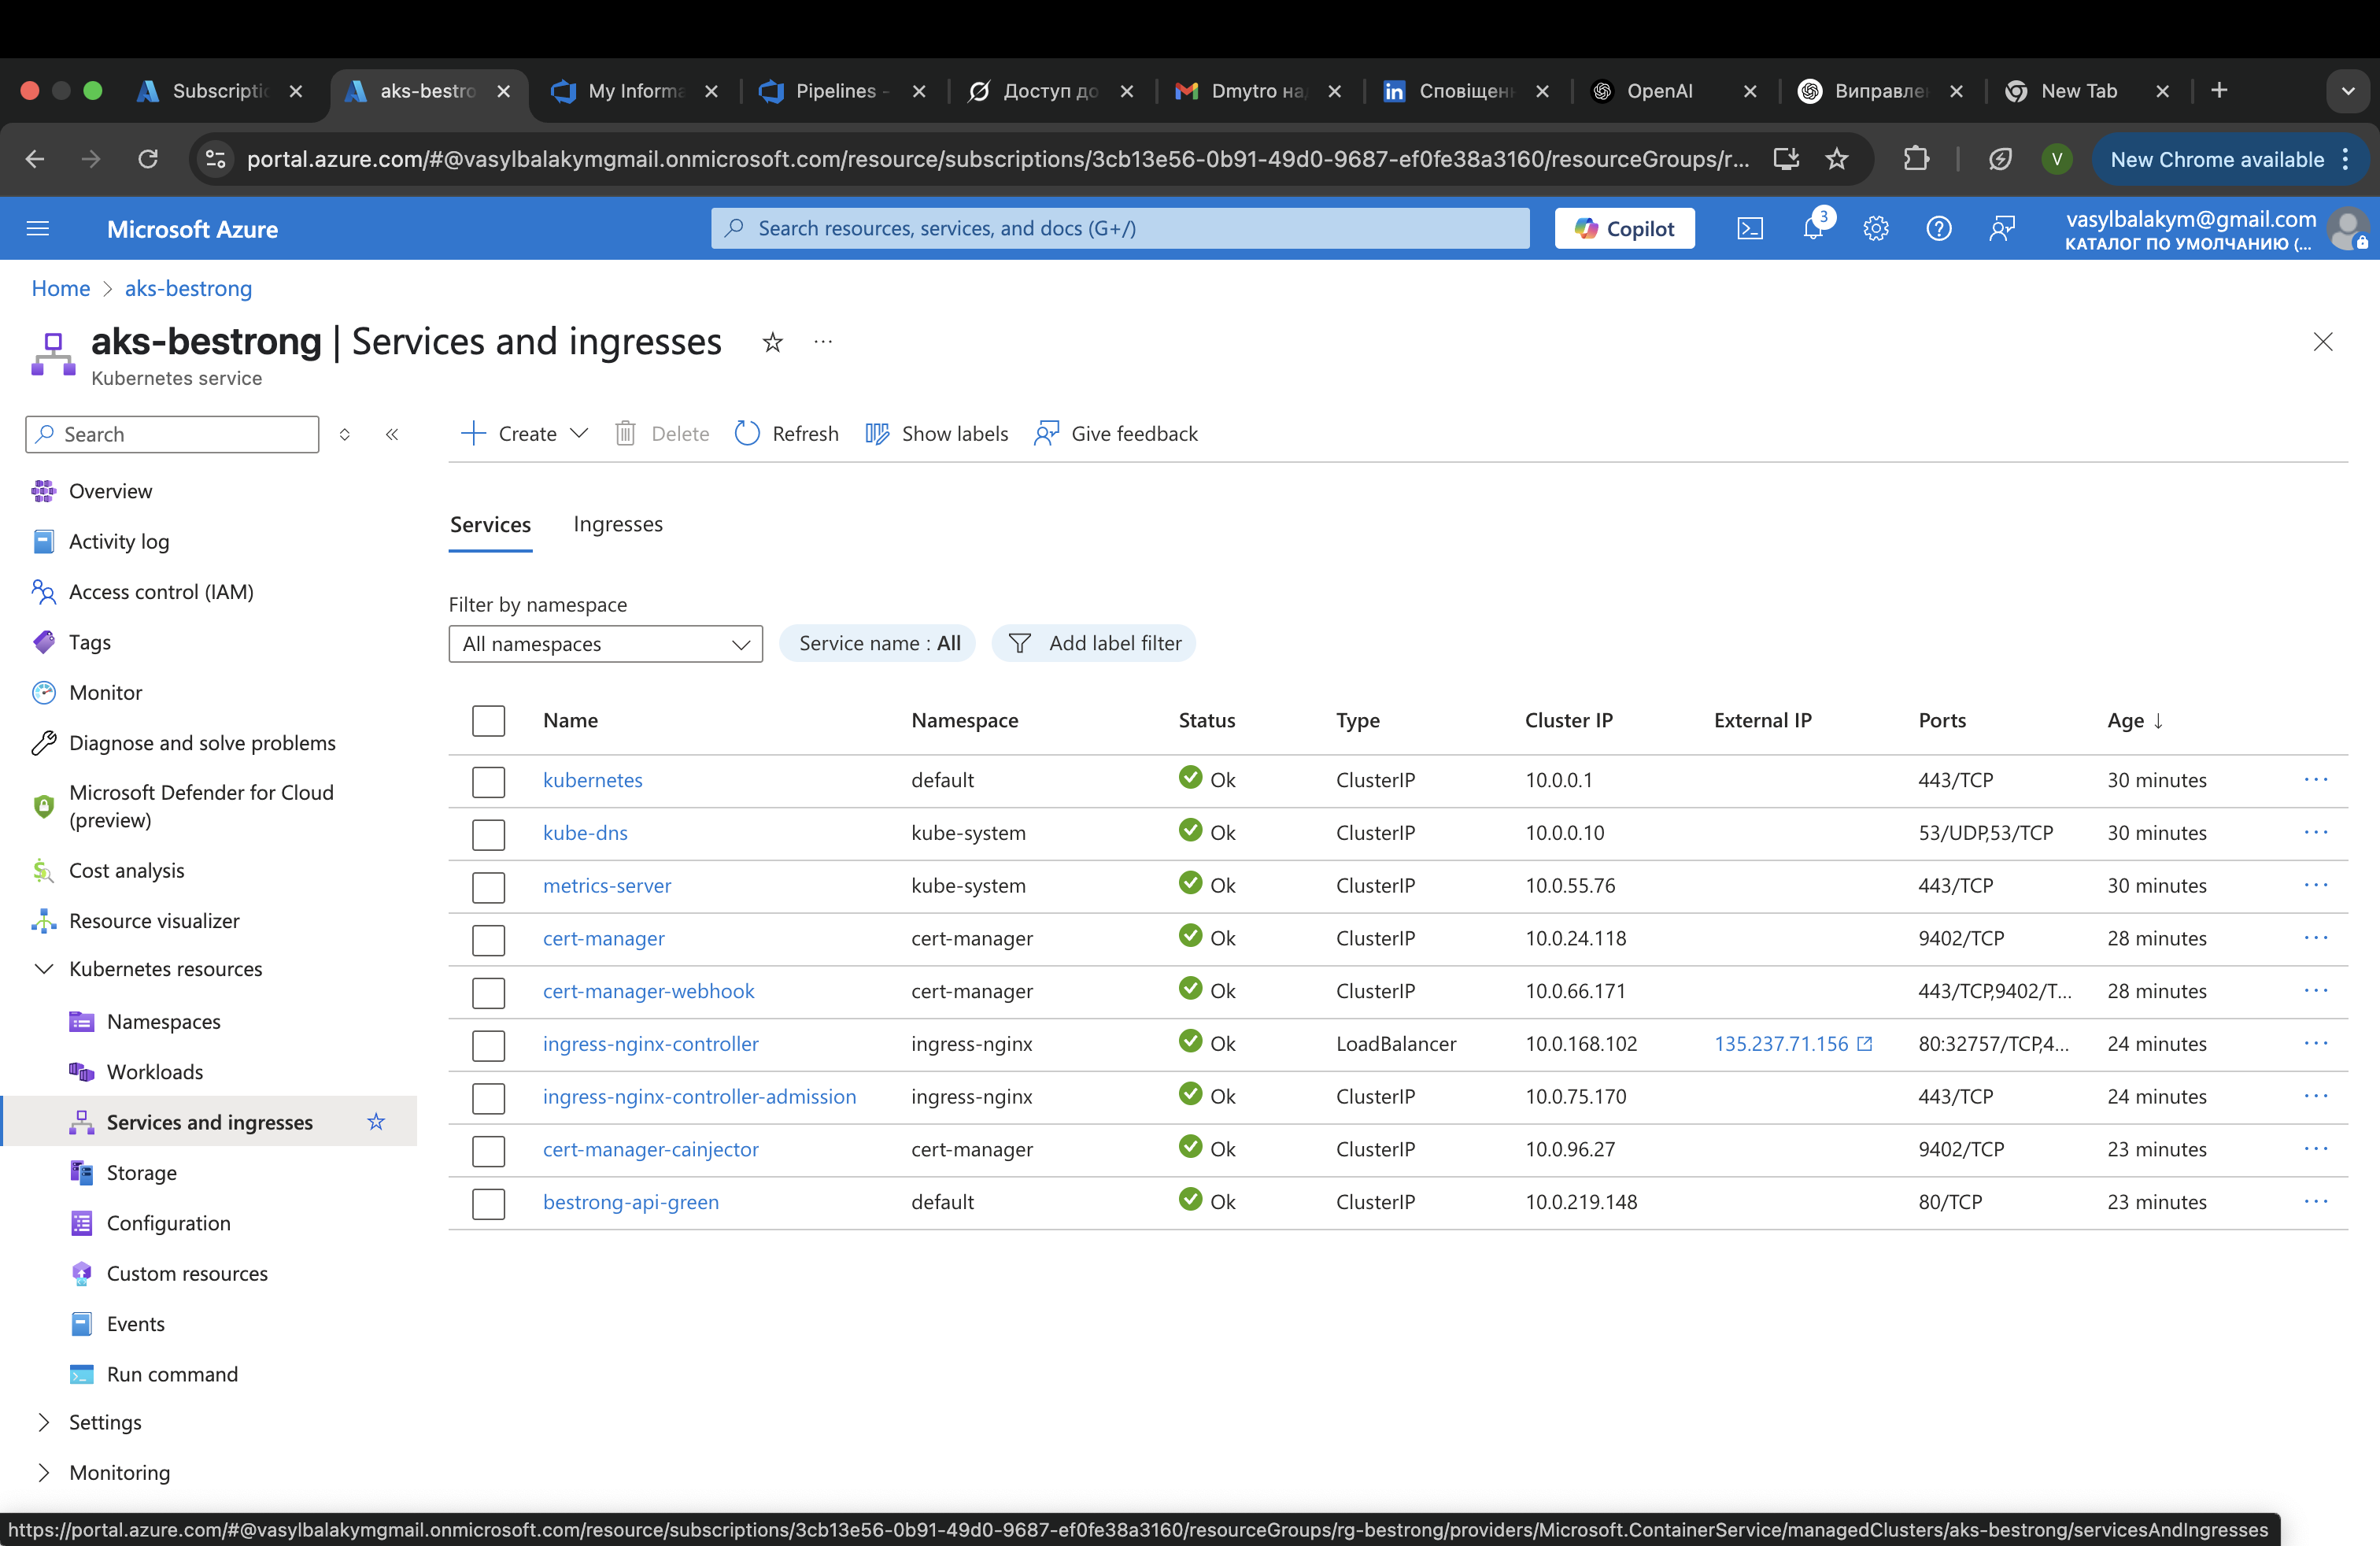 Subscriptic
aks-bestro
My Informa
Pipelines -
Доступ до
Dmytro на
Сповіщен
OpenAI
Виправле
New Tab
portal.azure.com/#@vasylbalakymgmail.onmicrosoft.com/resource/subscriptions/3cb13e56-0b91-49d0-9687-ef0fe38a3160/resourceGroups/r...
V
New Chrome available
Microsoft Azure
Search resources, services, and docs (G+/)
Copilot
3
vasylbalakym@gmail.com
КАТАЛОГ ПО УМОЛЧАНИЮ (...
Home > aks-bestrong
aks-bestrong | Services and ingresses
Kubernetes service
Search
Create
Delete
Refresh
Show labels
Give feedback
Overview
Activity log
Access control (IAM)
Tags
Monitor
Diagnose and solve problems
Microsoft Defender for Cloud
(preview)
Cost analysis
Resource visualizer
Kubernetes resources
Namespaces
Workloads
Services and ingresses
Storage
Configuration
Custom resources
Events
Run command
Settings
Monitoring
Services Ingresses
Filter by namespace
All namespaces
Service name : All
Add label filter
Name Namespace Status Type Cluster IP External IP Ports Age ↓
kubernetes default Ok ClusterIP 10.0.0.1 443/TCP 30 minutes
kube-dns kube-system Ok ClusterIP 10.0.0.10 53/UDP,53/TCP 30 minutes
metrics-server kube-system Ok ClusterIP 10.0.55.76 443/TCP 30 minutes
cert-manager cert-manager Ok ClusterIP 10.0.24.118 9402/TCP 28 minutes
cert-manager-webhook cert-manager Ok ClusterIP 10.0.66.171 443/TCP,9402/T... 28 minutes
ingress-nginx-controller ingress-nginx Ok LoadBalancer 10.0.168.102 135.237.71.156 80:32757/TCP,4... 24 minutes
ingress-nginx-controller-admission ingress-nginx Ok ClusterIP 10.0.75.170 443/TCP 24 minutes
cert-manager-cainjector cert-manager Ok ClusterIP 10.0.96.27 9402/TCP 23 minutes
bestrong-api-green default Ok ClusterIP 10.0.219.148 80/TCP 23 minutes
https://portal.azure.com/#@vasylbalakymgmail.onmicrosoft.com/resource/subscriptions/3cb13e56-0b91-49d0-9687-ef0fe38a3160/resourceGroups/rg-bestrong/providers/Microsoft.ContainerService/managedClusters/aks-bestrong/servicesAndIngresses